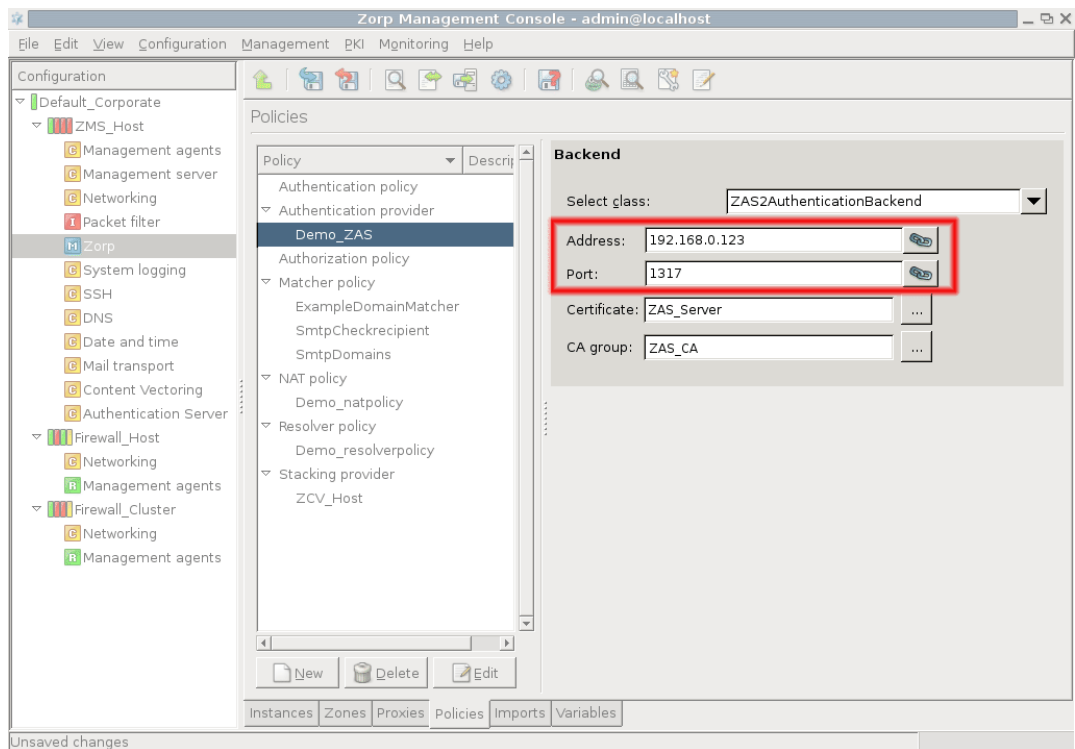 Zorp Management Console - admin@localhost
File Edit View Configuration Management PKI Monitoring Help
Configuration
Default_Corporate
ZMS_Host
C Management agents
C Management server
C Networking
I Packet filter
M Zorp
C System logging
C SSH
C DNS
C Date and time
C Mail transport
C Content Vectoring
C Authentication Server
Firewall_Host
C Networking
R Management agents
Firewall_Cluster
C Networking
R Management agents
Policies
Policy Descrip
Authentication policy
Authentication provider
Demo_ZAS
Authorization policy
Matcher policy
ExampleDomainMatcher
SmtpCheckrecipient
SmtpDomains
NAT policy
Demo_natpolicy
Resolver policy
Demo_resolverpolicy
Stacking provider
ZCV_Host
New Delete Edit
Backend
Select class: ZAS2AuthenticationBackend
Address: 192.168.0.123
Port: 1317
Certificate: ZAS_Server ...
CA group: ZAS_CA ...
Instances Zones Proxies Policies Imports Variables
Unsaved changes